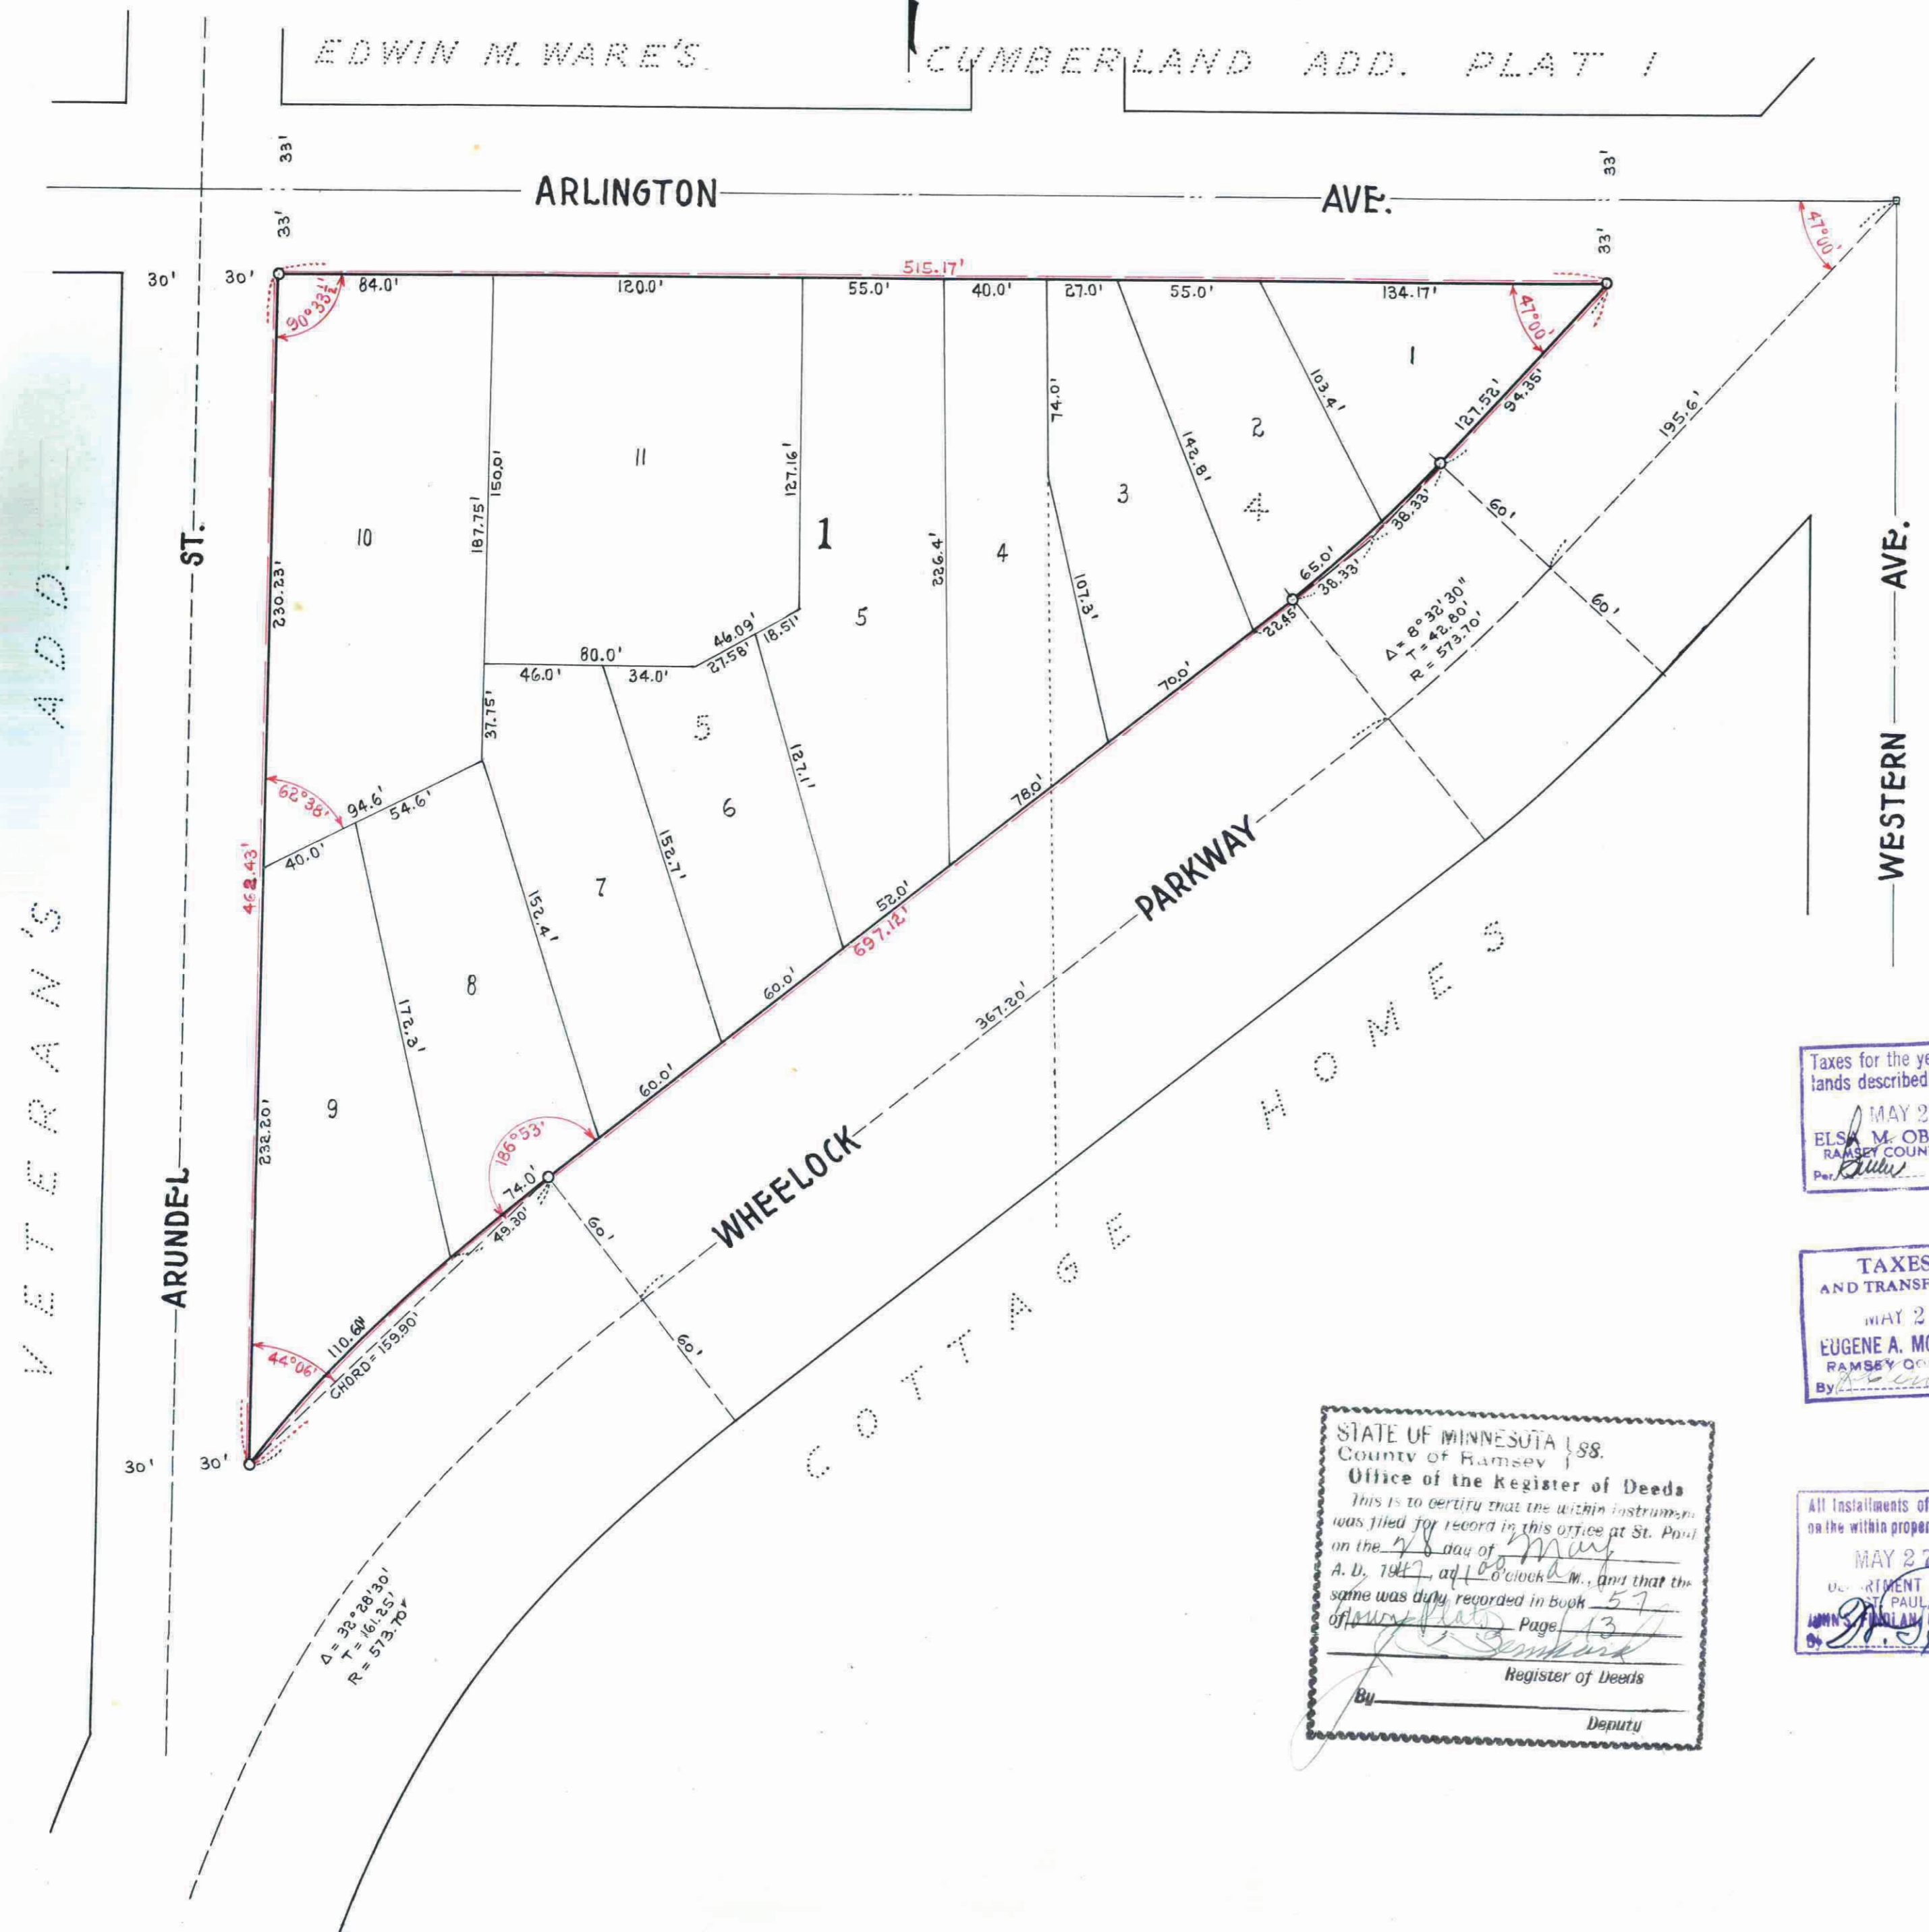 EDWIN M. WARE'S CUMBERLAND ADD. PLAT 1
33' 33'
ARLINGTON AVE.
33' 33'
47°00'
30' 30'
515.17'
84.0' 120.0' 55.0' 40.0' 27.0' 55.0' 134.17'
90°33½'
47°00'
1
103.4'
74.0'
127.52'
94.35'
195.6'
2
142.8'
11
150.0'
127.16'
3
4
38.33'
60'
ST.
10
187.75'
1
226.4'
4
107.3'
65.0'
38.33'
22.45'
60'
WESTERN AVE.
Δ = 8°32'30"
T = 42.80'
R = 573.70'
230.23'
5
46.09'
18.51'
27.58'
80.0'
46.0' 34.0'
37.75'
5
127.1'
70.0'
78.0'
6
62°38'
94.6'
54.6'
40.0'
462.43'
152.7'
7
152.4'
52.0'
697.12'
PARKWAY
8
172.3'
60.0'
367.20'
VETERAN'S ADD.
9
232.20'
60.0'
186°53'
74.0'
49.30'
WHEELOCK
60'
60'
COTTAGE HOMES
ARUNDEL
44°06'
110.60'
CHORD = 159.90'
30' 30'
Δ = 32°28'30"
T = 161.25'
R = 573.70'
Taxes for the ye
lands described
MAY 2
ELSA M. OB
RAMSEY COUN
Per
TAXES
AND TRANSF
MAY 2
EUGENE A. MC
RAMSEY CO
By
All Installments of
on the within proper
MAY 27
RTMENT
ST PAUL
By
STATE OF MINNESOTA } SS.
County of Ramsey
Office of the Register of Deeds
This is to certify that the within instrument
was filed for record in this office at St. Paul
on the 28 day of May
A. D. 1947, at 1 00 o'clock M., and that the
same was duly recorded in Book 57
of Town Plats Page 13
Register of Deeds
By
Deputy